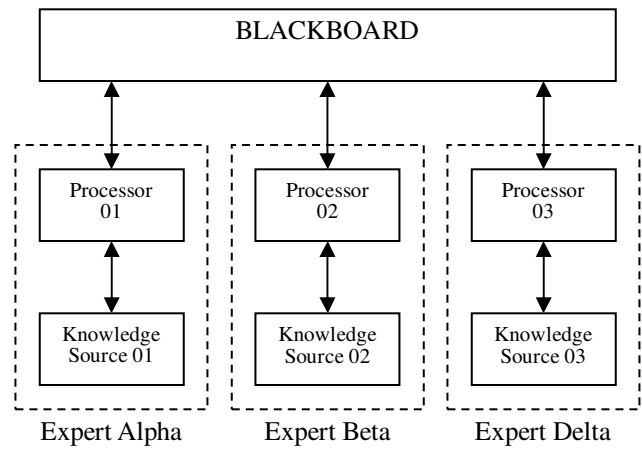 BLACKBOARD
Processor
01
Processor
02
Processor
03
Knowledge
Source 01
Knowledge
Source 02
Knowledge
Source 03
Expert Alpha
Expert Beta
Expert Delta